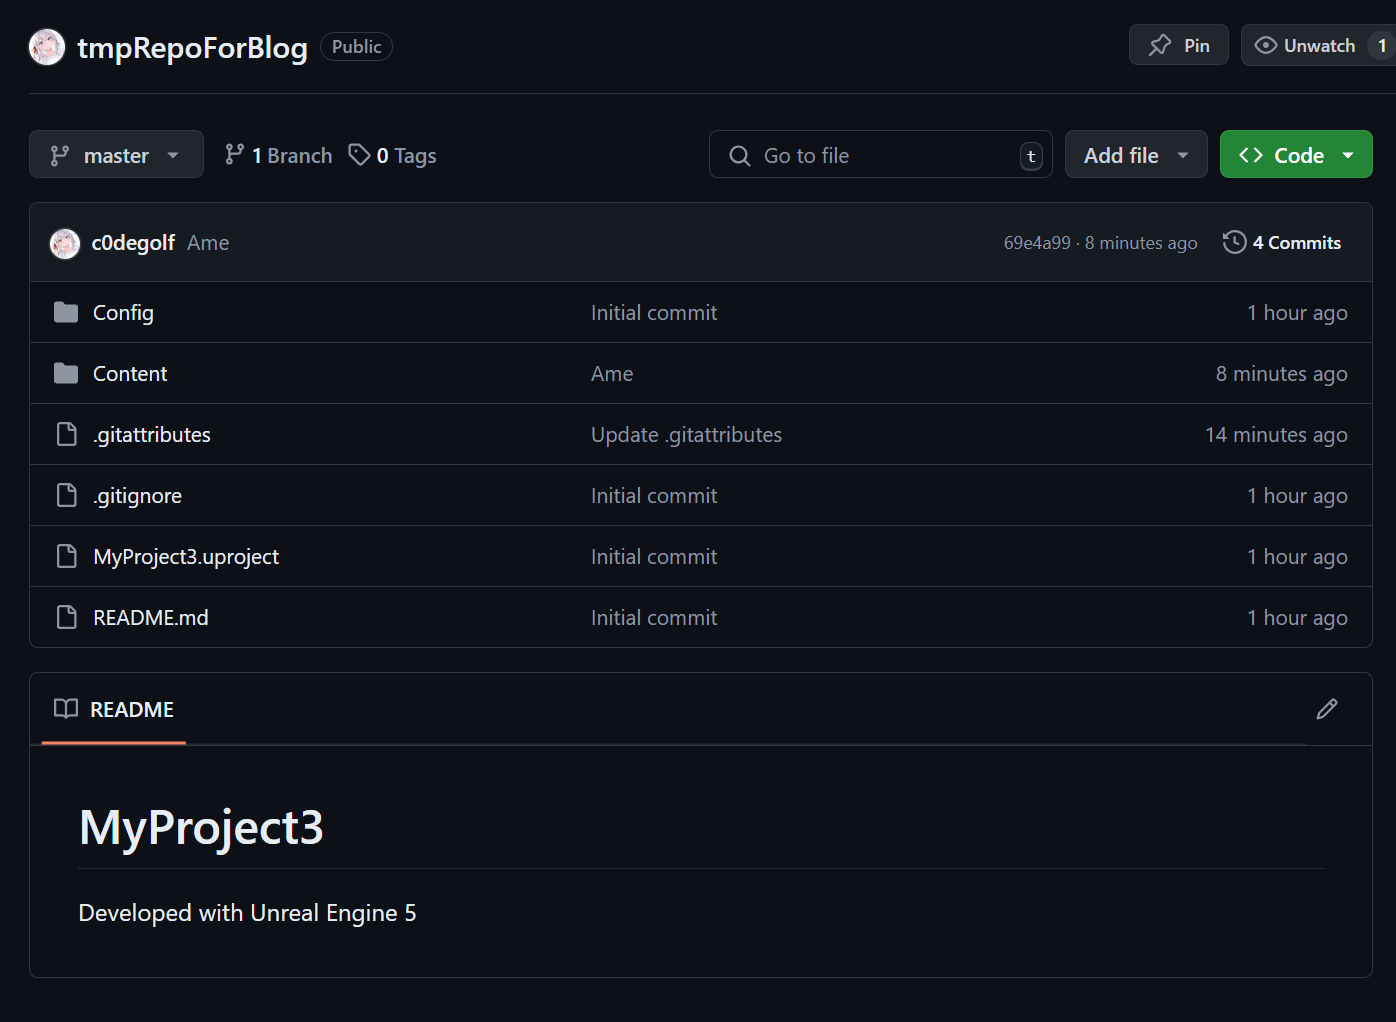 tmpRepoForBlog Public Pin Unwatch 1
master 1 Branch 0 Tags Go to file t Add file Code
c0degolf Ame 69e4a99 · 8 minutes ago 4 Commits
Config Initial commit 1 hour ago
Content Ame 8 minutes ago
.gitattributes Update .gitattributes 14 minutes ago
.gitignore Initial commit 1 hour ago
MyProject3.uproject Initial commit 1 hour ago
README.md Initial commit 1 hour ago
README
MyProject3
Developed with Unreal Engine 5